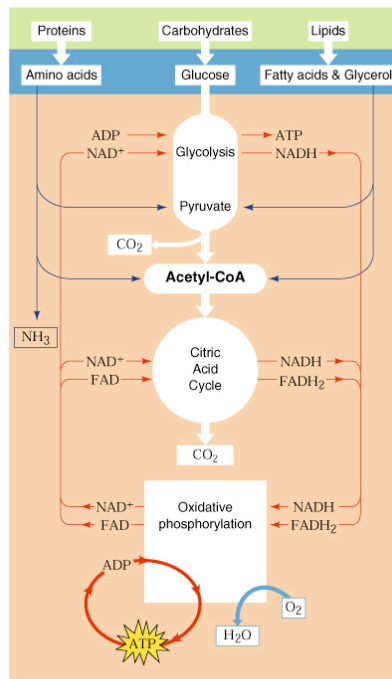 Proteins
Carbohydrates
Lipids
Amino acids
Glucose
Fatty acids & Glycerol
ADP
ATP
NAD⁺
Glycolysis
NADH
Pyruvate
CO₂
Acetyl-CoA
NH₃
Citric
Acid
Cycle
NAD⁺
NADH
FAD
FADH₂
CO₂
NAD⁺
Oxidative
phosphorylation
NADH
FAD
FADH₂
ADP
ATP
O₂
H₂O